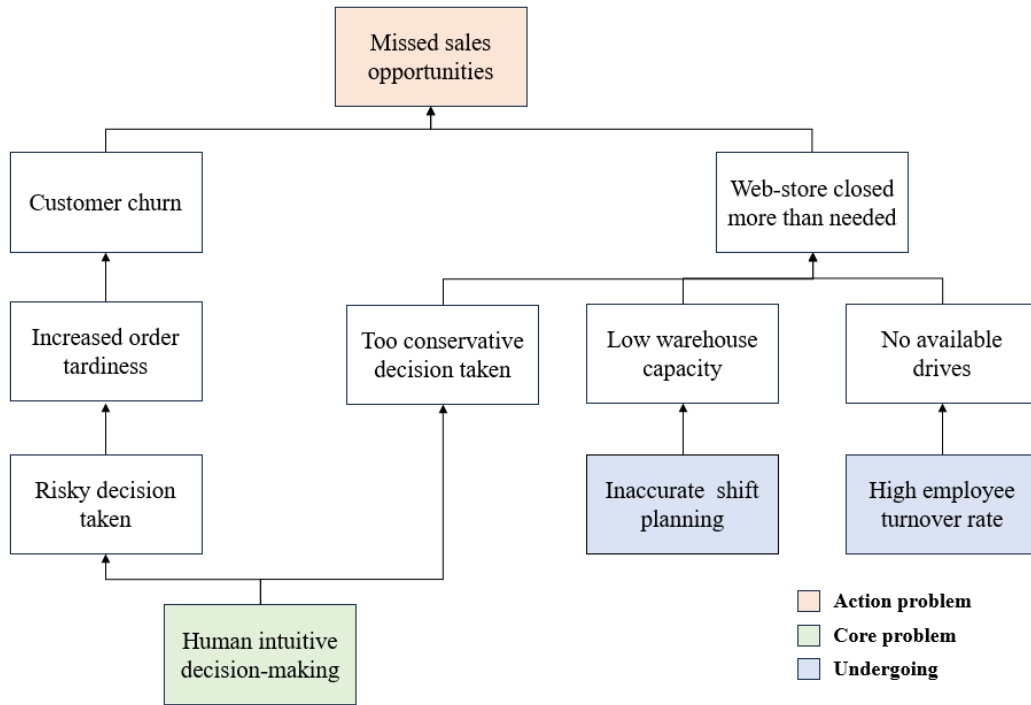 Missed sales
opportunities
Customer churn
Web-store closed
more than needed
Increased order
tardiness
Too conservative
decision taken
Low warehouse
capacity
No available
drives
Risky decision
taken
Inaccurate shift
planning
High employee
turnover rate
Human intuitive
decision-making
Action problem
Core problem
Undergoing